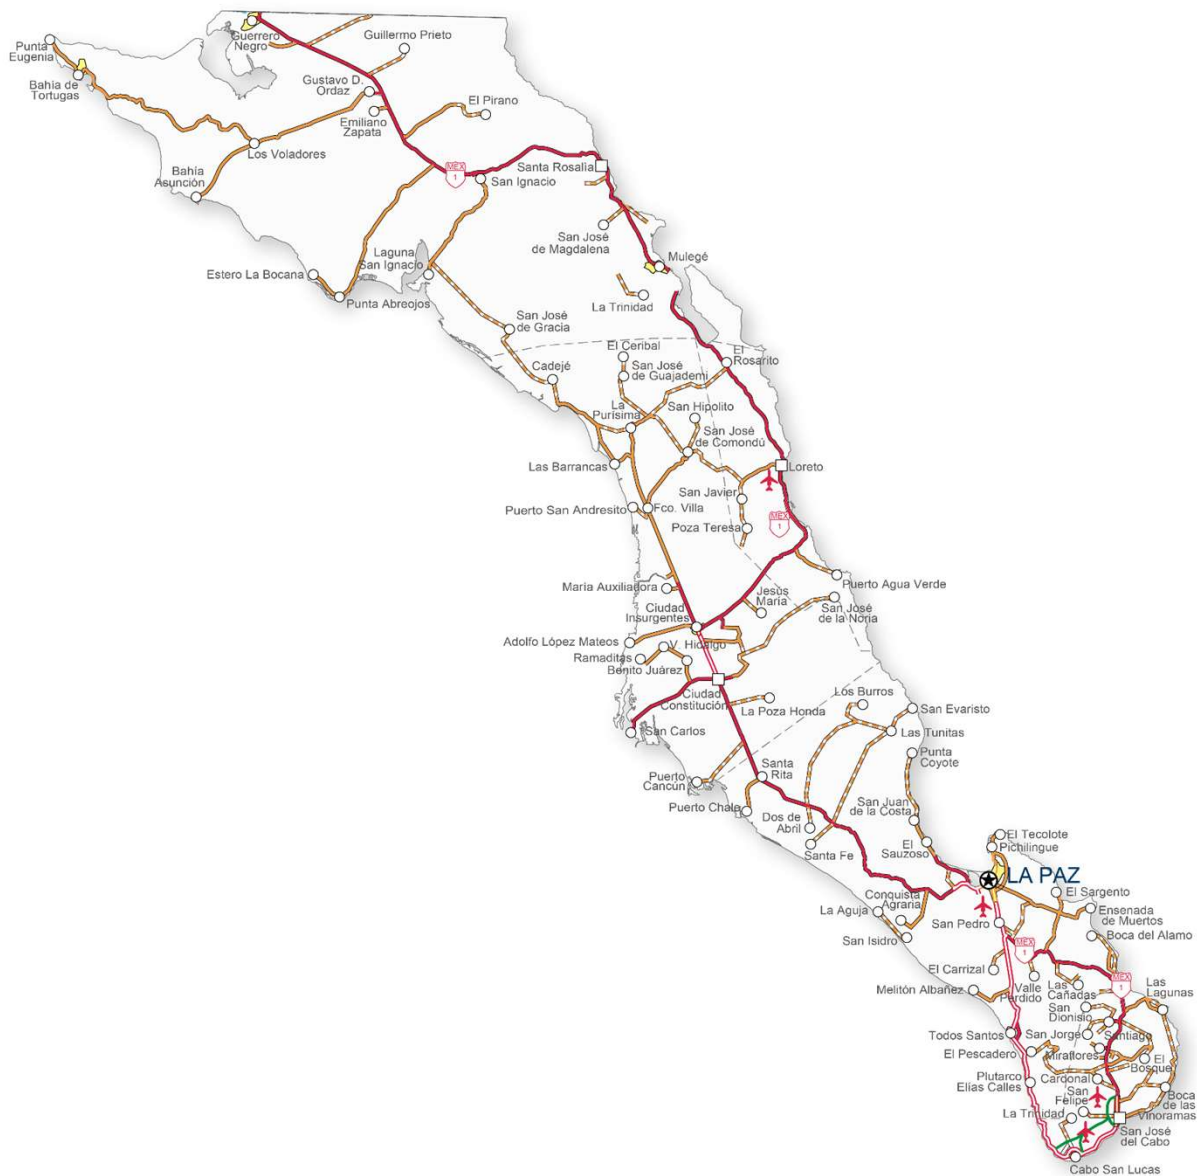 Guerrero
Negro
Guillermo Prieto
Punta
Eugenia
Bahía de
Tortugas
Gustavo D.
Ordaz
El Pirano
Emiliano
Zapata
Los Voladores
MEX
1
Santa Rosalía
San Ignacio
Bahía
Asunción
San José
de Magdalena
Laguna
San Ignacio
Mulegé
Estero La Bocana
Punta Abreojos
La Trinidad
San José
de Gracia
El Ceribal
El
Rosarito
Cadejé
San José
de Guajademi
La
Purísima
San Hipolito
San José
de Comondú
Las Barrancas
Loreto
San Javier
Puerto San Andresito
Fco. Villa
Poza Teresa
MEX
1
Puerto Agua Verde
María Auxiliadora
Jesús
María
San José
de la Noria
Ciudad
Insurgentes
Adolfo López Mateos
V. Hidalgo
Ramaditas
Benito Juárez
Ciudad
Constitución
La Poza Honda
Los Burros
San Evaristo
San Carlos
Las Tunitas
Punta
Coyote
Puerto
Cancún
Santa
Rita
Puerto Chale
San Juan
de la Costa
Dos de
Abril
El Tecolote
Pichilingue
El
Sauzoso
Santa Fe
LA PAZ
El Sargento
Conquista
Agraria
La Aguja
San Pedro
Ensenada
de Muertos
San Isidro
Boca del Alamo
MEX
1
El Carrizal
Valle
Perdido
Las
Cañadas
MEX
1
Las
Lagunas
Melitón Albañez
San
Dionisio
Todos Santos
San Jorge
Santiago
El Pescadero
Miraflores
El
Bosque
Plutarco
Elías Calles
Cardonal
San
Felipe
Boca
de las
Vinoramas
La Trinidad
San José
del Cabo
Cabo San Lucas